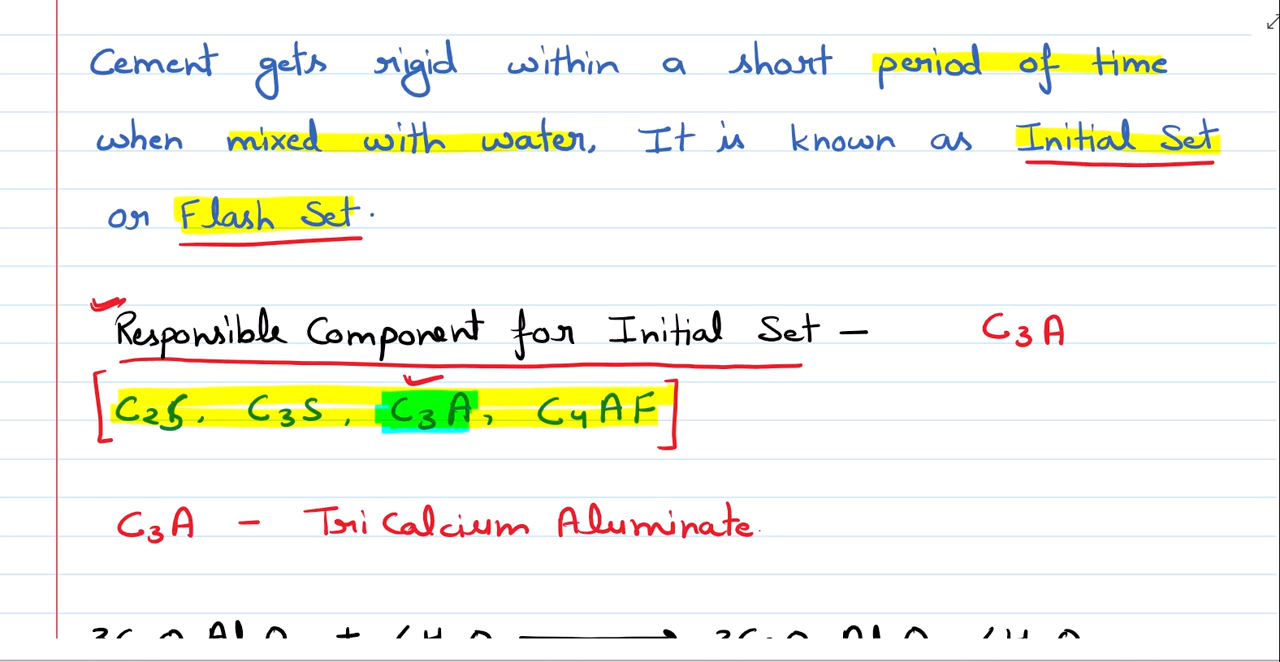 Cement gets rigid within a short period of time
when mixed with water. It is known as Initial Set
or Flash Set.
Responsible Component for Initial Set – C₃A
[C₂S, C₃S, C₃A, C₄AF]
C₃A – Tri Calcium Aluminate.